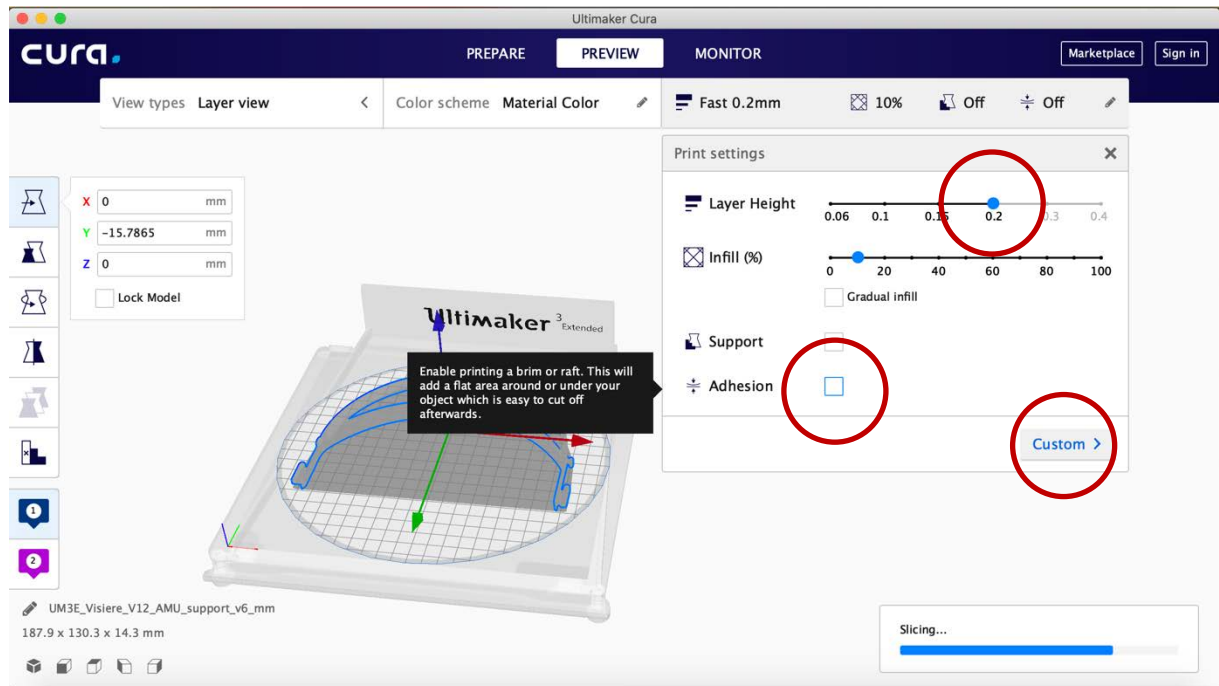 Ultimaker Cura
cura.
PREPARE
PREVIEW
MONITOR
Marketplace
Sign in
View types Layer view
Color scheme Material Color
Fast 0.2mm
10%
Off
Off
Print settings
Layer Height
0.06 0.1 0.15 0.2 0.3 0.4
Infill (%)
0 20 40 60 80 100
Gradual infill
Support
Adhesion
Custom
X 0 mm
Y -15.7865 mm
Z 0 mm
Lock Model
Ultimaker 3
Extended
Enable printing a brim or raft. This will
add a flat area around or under your
object which is easy to cut off
afterwards.
1
2
UM3E_Visiere_V12_AMU_support_v6_mm
187.9 x 130.3 x 14.3 mm
Slicing...